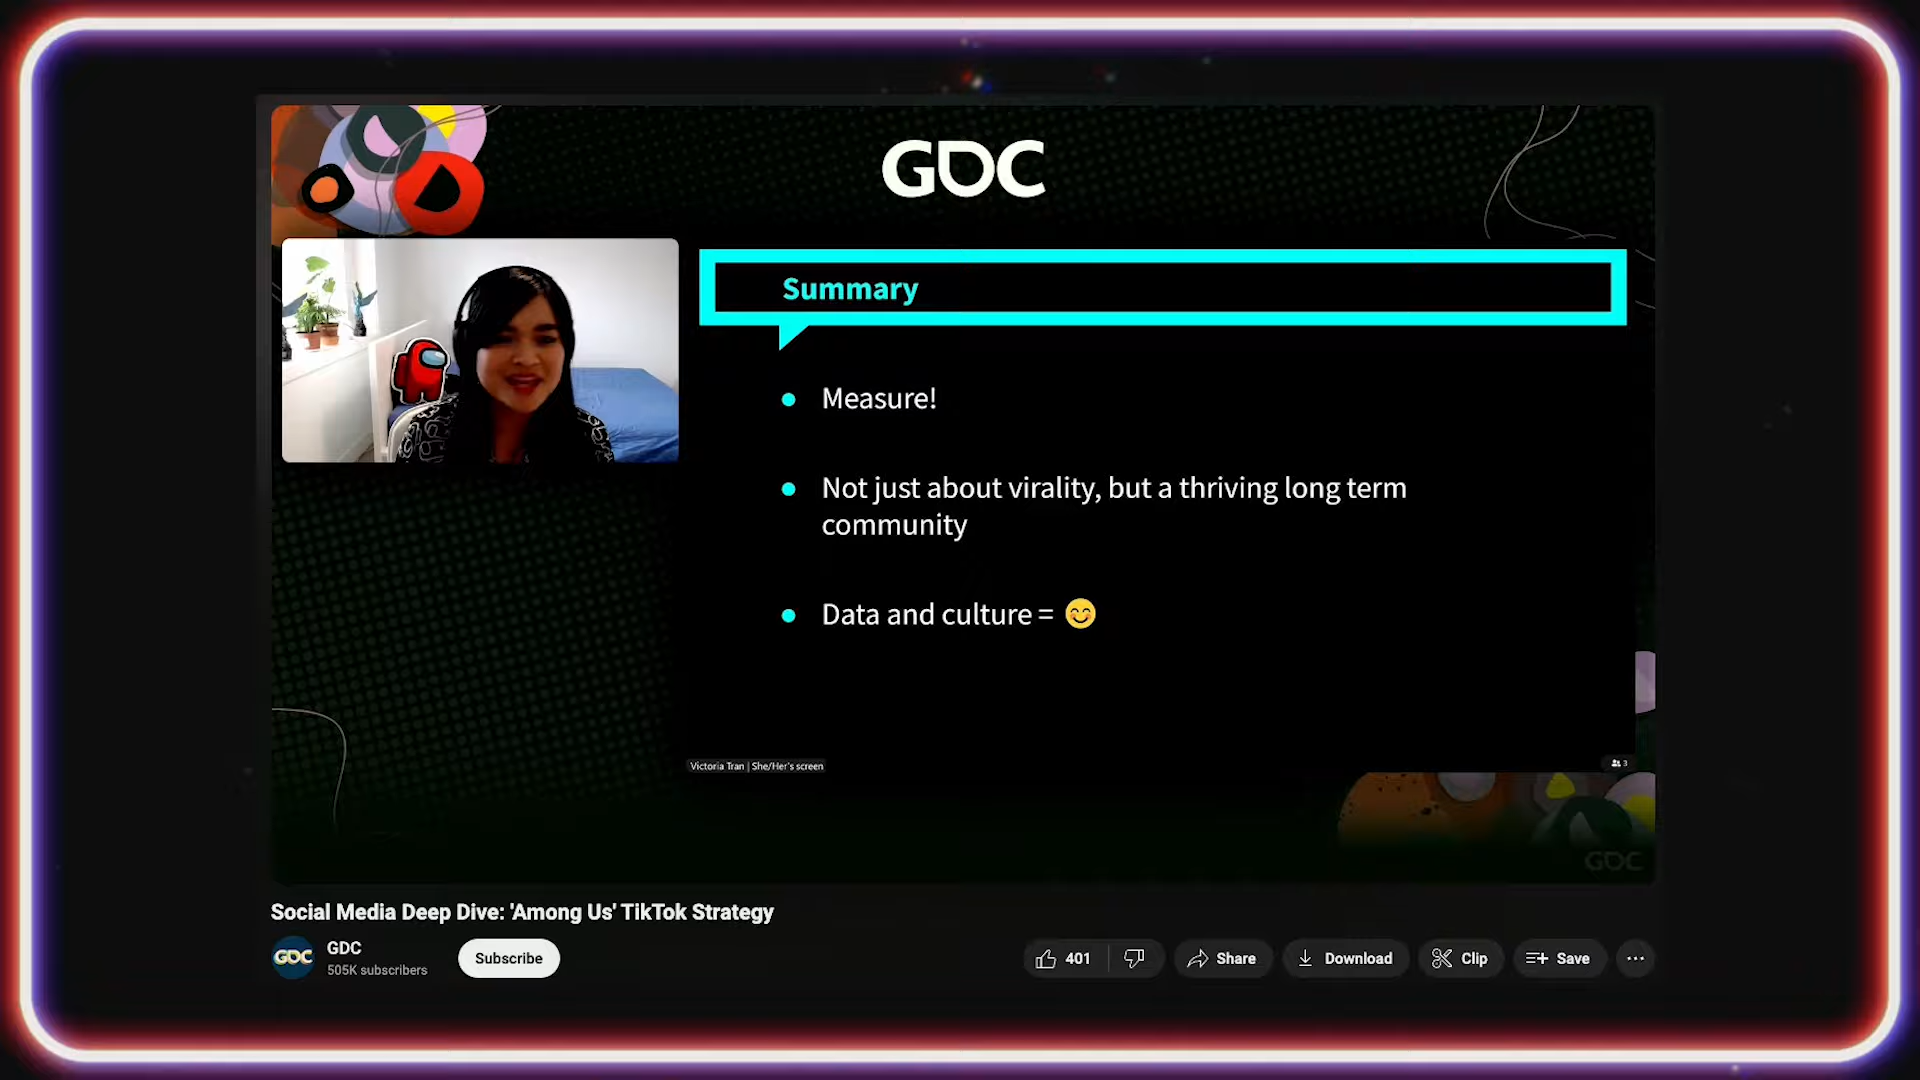 GDC
Summary
Measure!
Not just about virality, but a thriving long term
community
Data and culture = 😊
Victoria Tran | She/Her's screen
3
GDC
Social Media Deep Dive: 'Among Us' TikTok Strategy
GDC
GDC
505K subscribers
Subscribe
401
Share
Download
Clip
Save